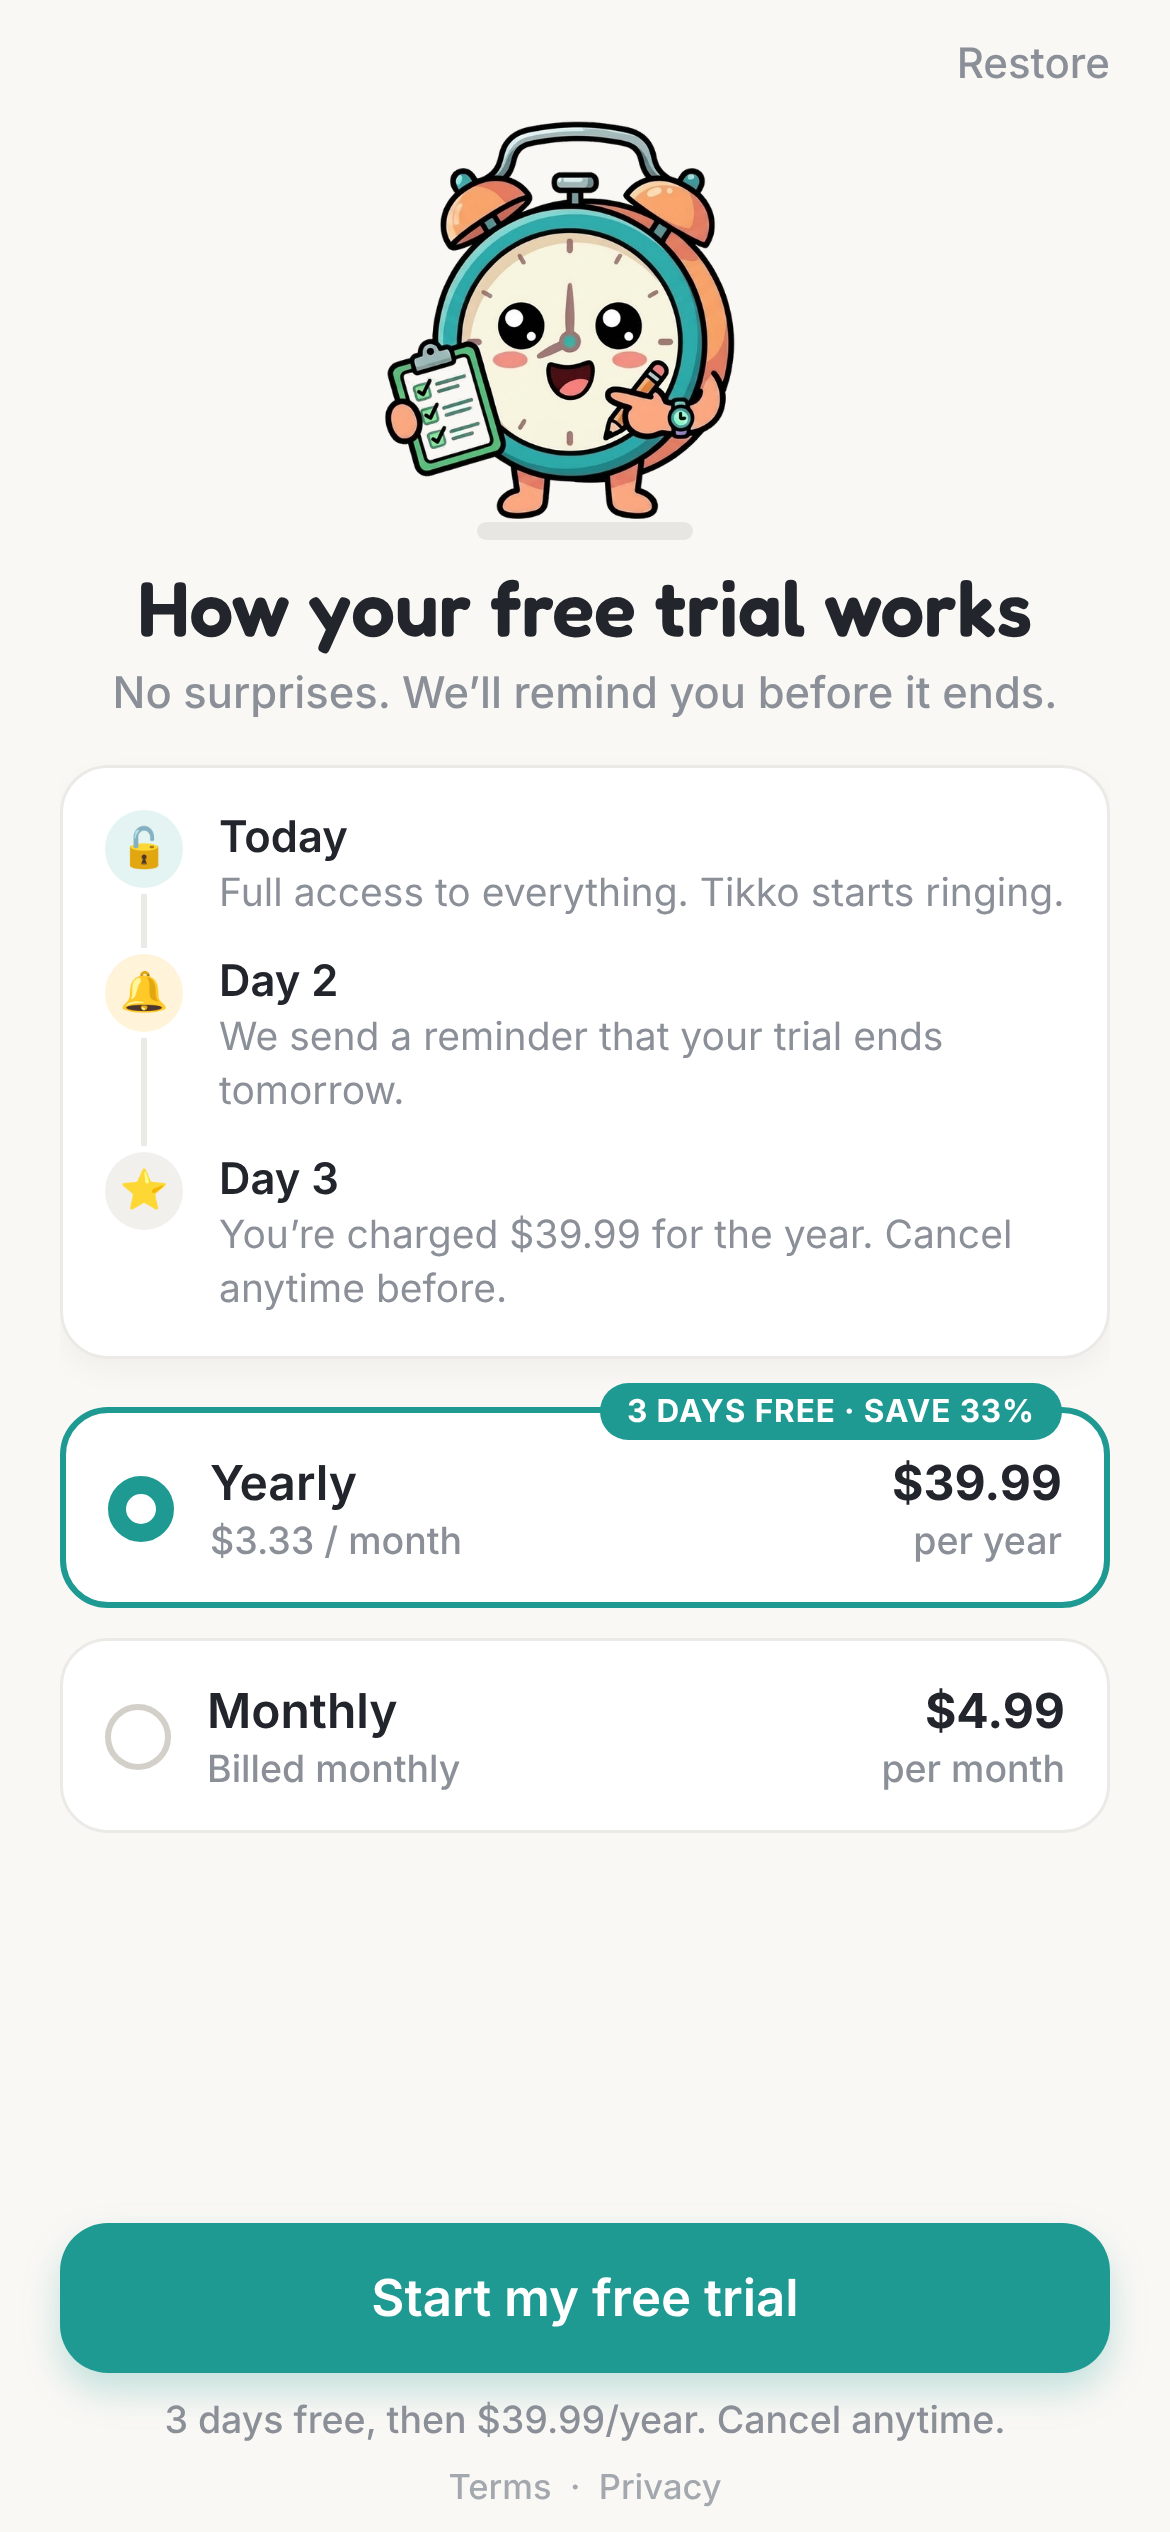 Restore
How your free trial works
No surprises. We’ll remind you before it ends.
Today
Full access to everything. Tikko starts ringing.
Day 2
We send a reminder that your trial ends
tomorrow.
Day 3
You’re charged $39.99 for the year. Cancel
anytime before.
3 DAYS FREE · SAVE 33%
Yearly
$39.99
$3.33 / month
per year
Monthly
$4.99
Billed monthly
per month
Start my free trial
3 days free, then $39.99/year. Cancel anytime.
Terms · Privacy